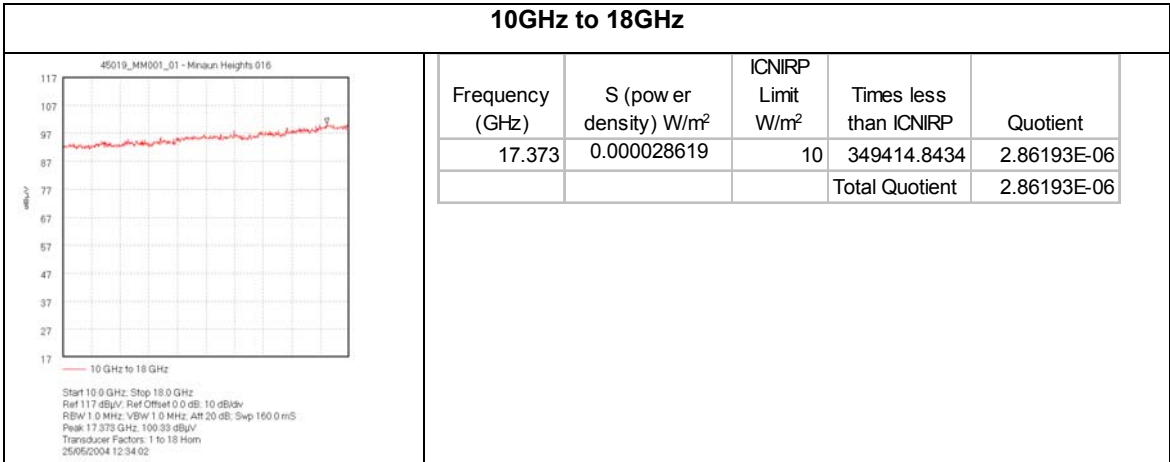 10GHz to 18GHz
45019_MM001_01 - Minaun Heights 016
117
107
97
87
77
67
57
47
37
27
17
dBµV
10 GHz to 18 GHz
Start 10.0 GHz; Stop 18.0 GHz
Ref 117 dBµV; Ref Offset 0.0 dB; 10 dB/div
RBW 1.0 MHz; VBW 1.0 MHz; Att 20 dB; Swp 160.0 mS
Peak 17.373 GHz, 100.33 dBµV
Transducer Factors: 1 to 18 Horn
25/05/2004 12:34:02
Frequency (GHz)
S (pow er density) W/m²
ICNIRP Limit W/m²
Times less than ICNIRP
Quotient
17.373 0.000028619 10 349414.8434 2.86193E-06
Total Quotient 2.86193E-06